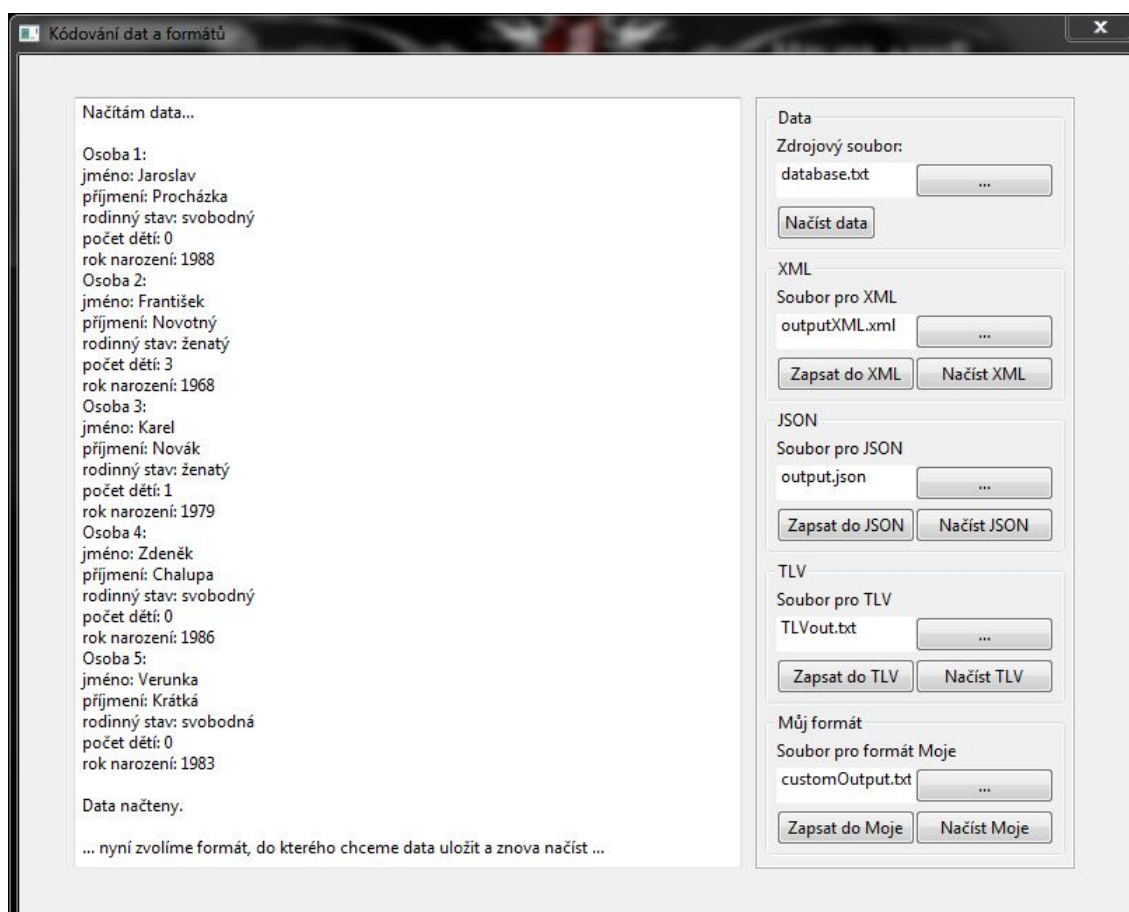 Kódování dat a formátů
x
Načítám data...
Osoba 1:
jméno: Jaroslav
příjmení: Procházka
rodinný stav: svobodný
počet dětí: 0
rok narození: 1988
Osoba 2:
jméno: František
příjmení: Novotný
rodinný stav: ženatý
počet dětí: 3
rok narození: 1968
Osoba 3:
jméno: Karel
příjmení: Novák
rodinný stav: ženatý
počet dětí: 1
rok narození: 1979
Osoba 4:
jméno: Zdeněk
příjmení: Chalupa
rodinný stav: svobodný
počet dětí: 0
rok narození: 1986
Osoba 5:
jméno: Verunka
příjmení: Krátká
rodinný stav: svobodná
počet dětí: 0
rok narození: 1983
Data načteny.
... nyní zvolíme formát, do kterého chceme data uložit a znova načíst ...
Data
Zdrojový soubor:
database.txt ...
Načíst data
XML
Soubor pro XML
outputXML.xml ...
Zapsat do XML Načíst XML
JSON
Soubor pro JSON
output.json ...
Zapsat do JSON Načíst JSON
TLV
Soubor pro TLV
TLVout.txt ...
Zapsat do TLV Načíst TLV
Můj formát
Soubor pro formát Moje
customOutput.txt ...
Zapsat do Moje Načíst Moje